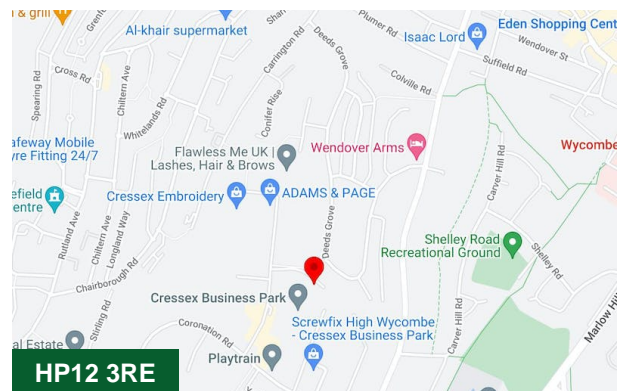 n & grill
Grenfe
Al-khair supermarket
Cross Rd
Spearing Rd
Chiltern Ave
Whitelands Rd
Carrington Rd
Conifer Rise
Deeds Grove
Plumer Rd
Isaac Lord
Eden Shopping Cent
Wendover St
Suffield Rd
Colville Rd
afeway Mobile
yre Fitting 24/7
Flawless Me UK |
Lashes, Hair & Brows
Wendover Arms
Wycombe
efield
Centre
Rutland Ave
Chiltern Ave
Longland Way
Cressex Embroidery
ADAMS & PAGE
Deeds Grove
Carver Hill Rd
Shelley Road
Recreational Ground
Shelley Rd
Chairborough Rd
Stirling Rd
Cressex Business Park
Coronation Rd
Screwfix High Wycombe
- Cressex Business Park
Carver Hill Rd
Marlow Hil
eal Estate
Playtrain
HP12 3RE